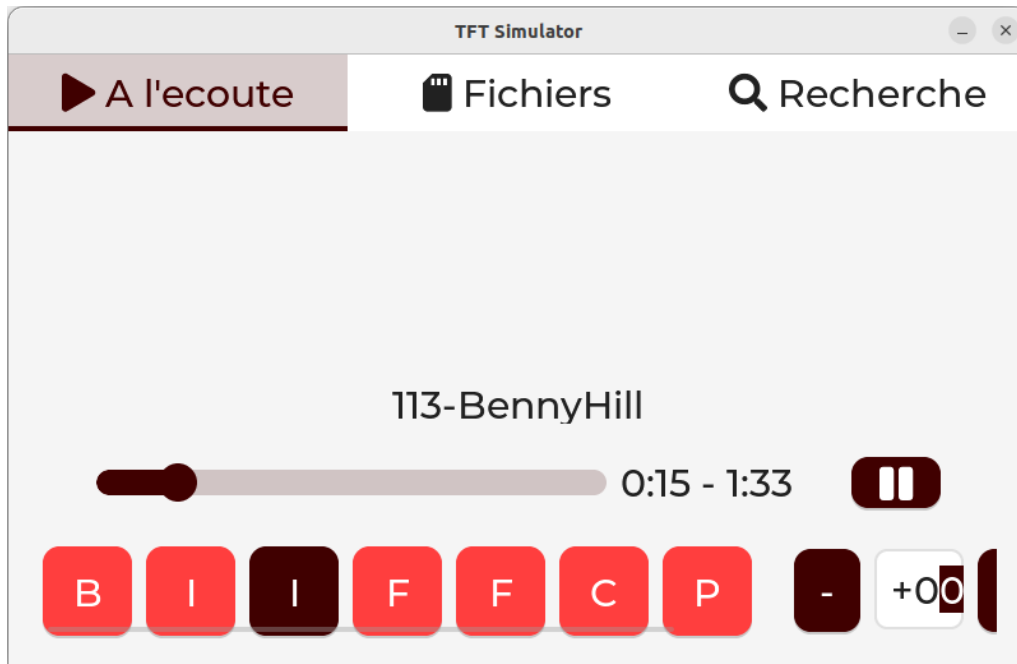 TFT Simulator
A l'ecoute Fichiers Recherche
113-BennyHill
0:15 - 1:33
B I I F F C P - +00